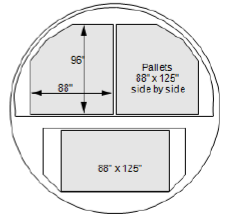 96"
88"
Pallets
88" x 125"
side by side
88" x 125"